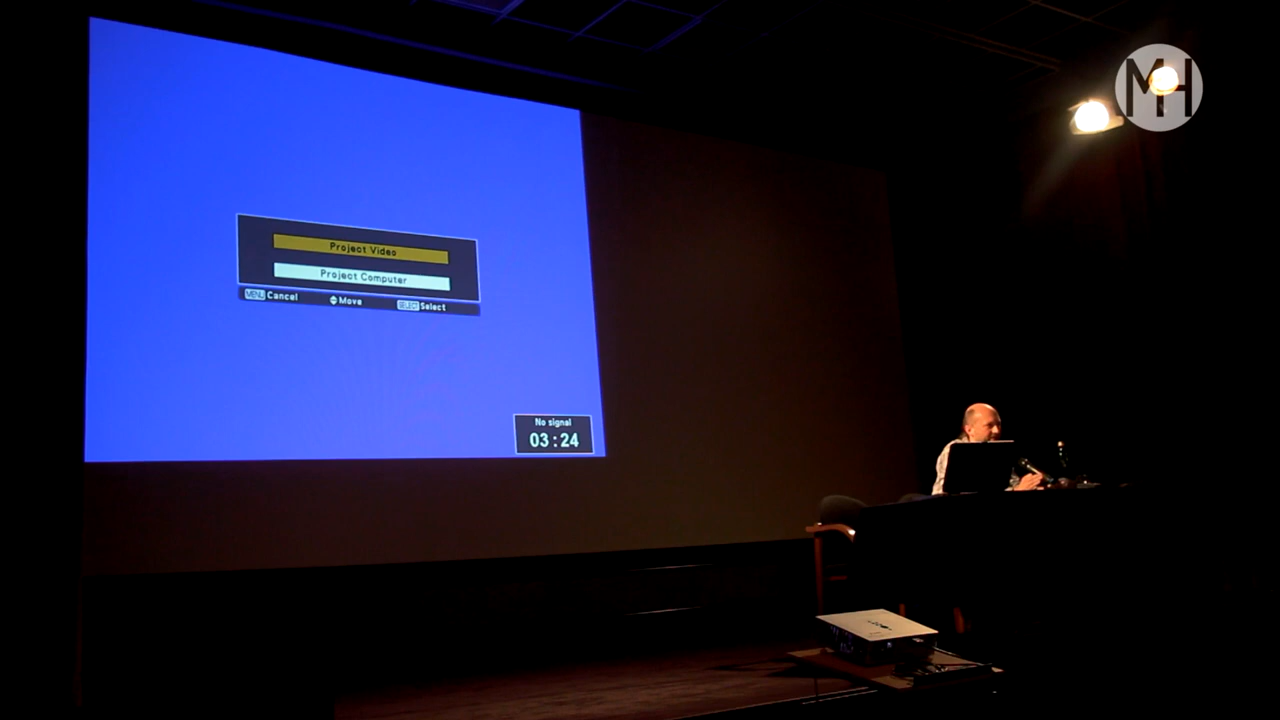 MH
Project Video
Project Computer
MENU Cancel Move SELECT Select
No signal
03:24